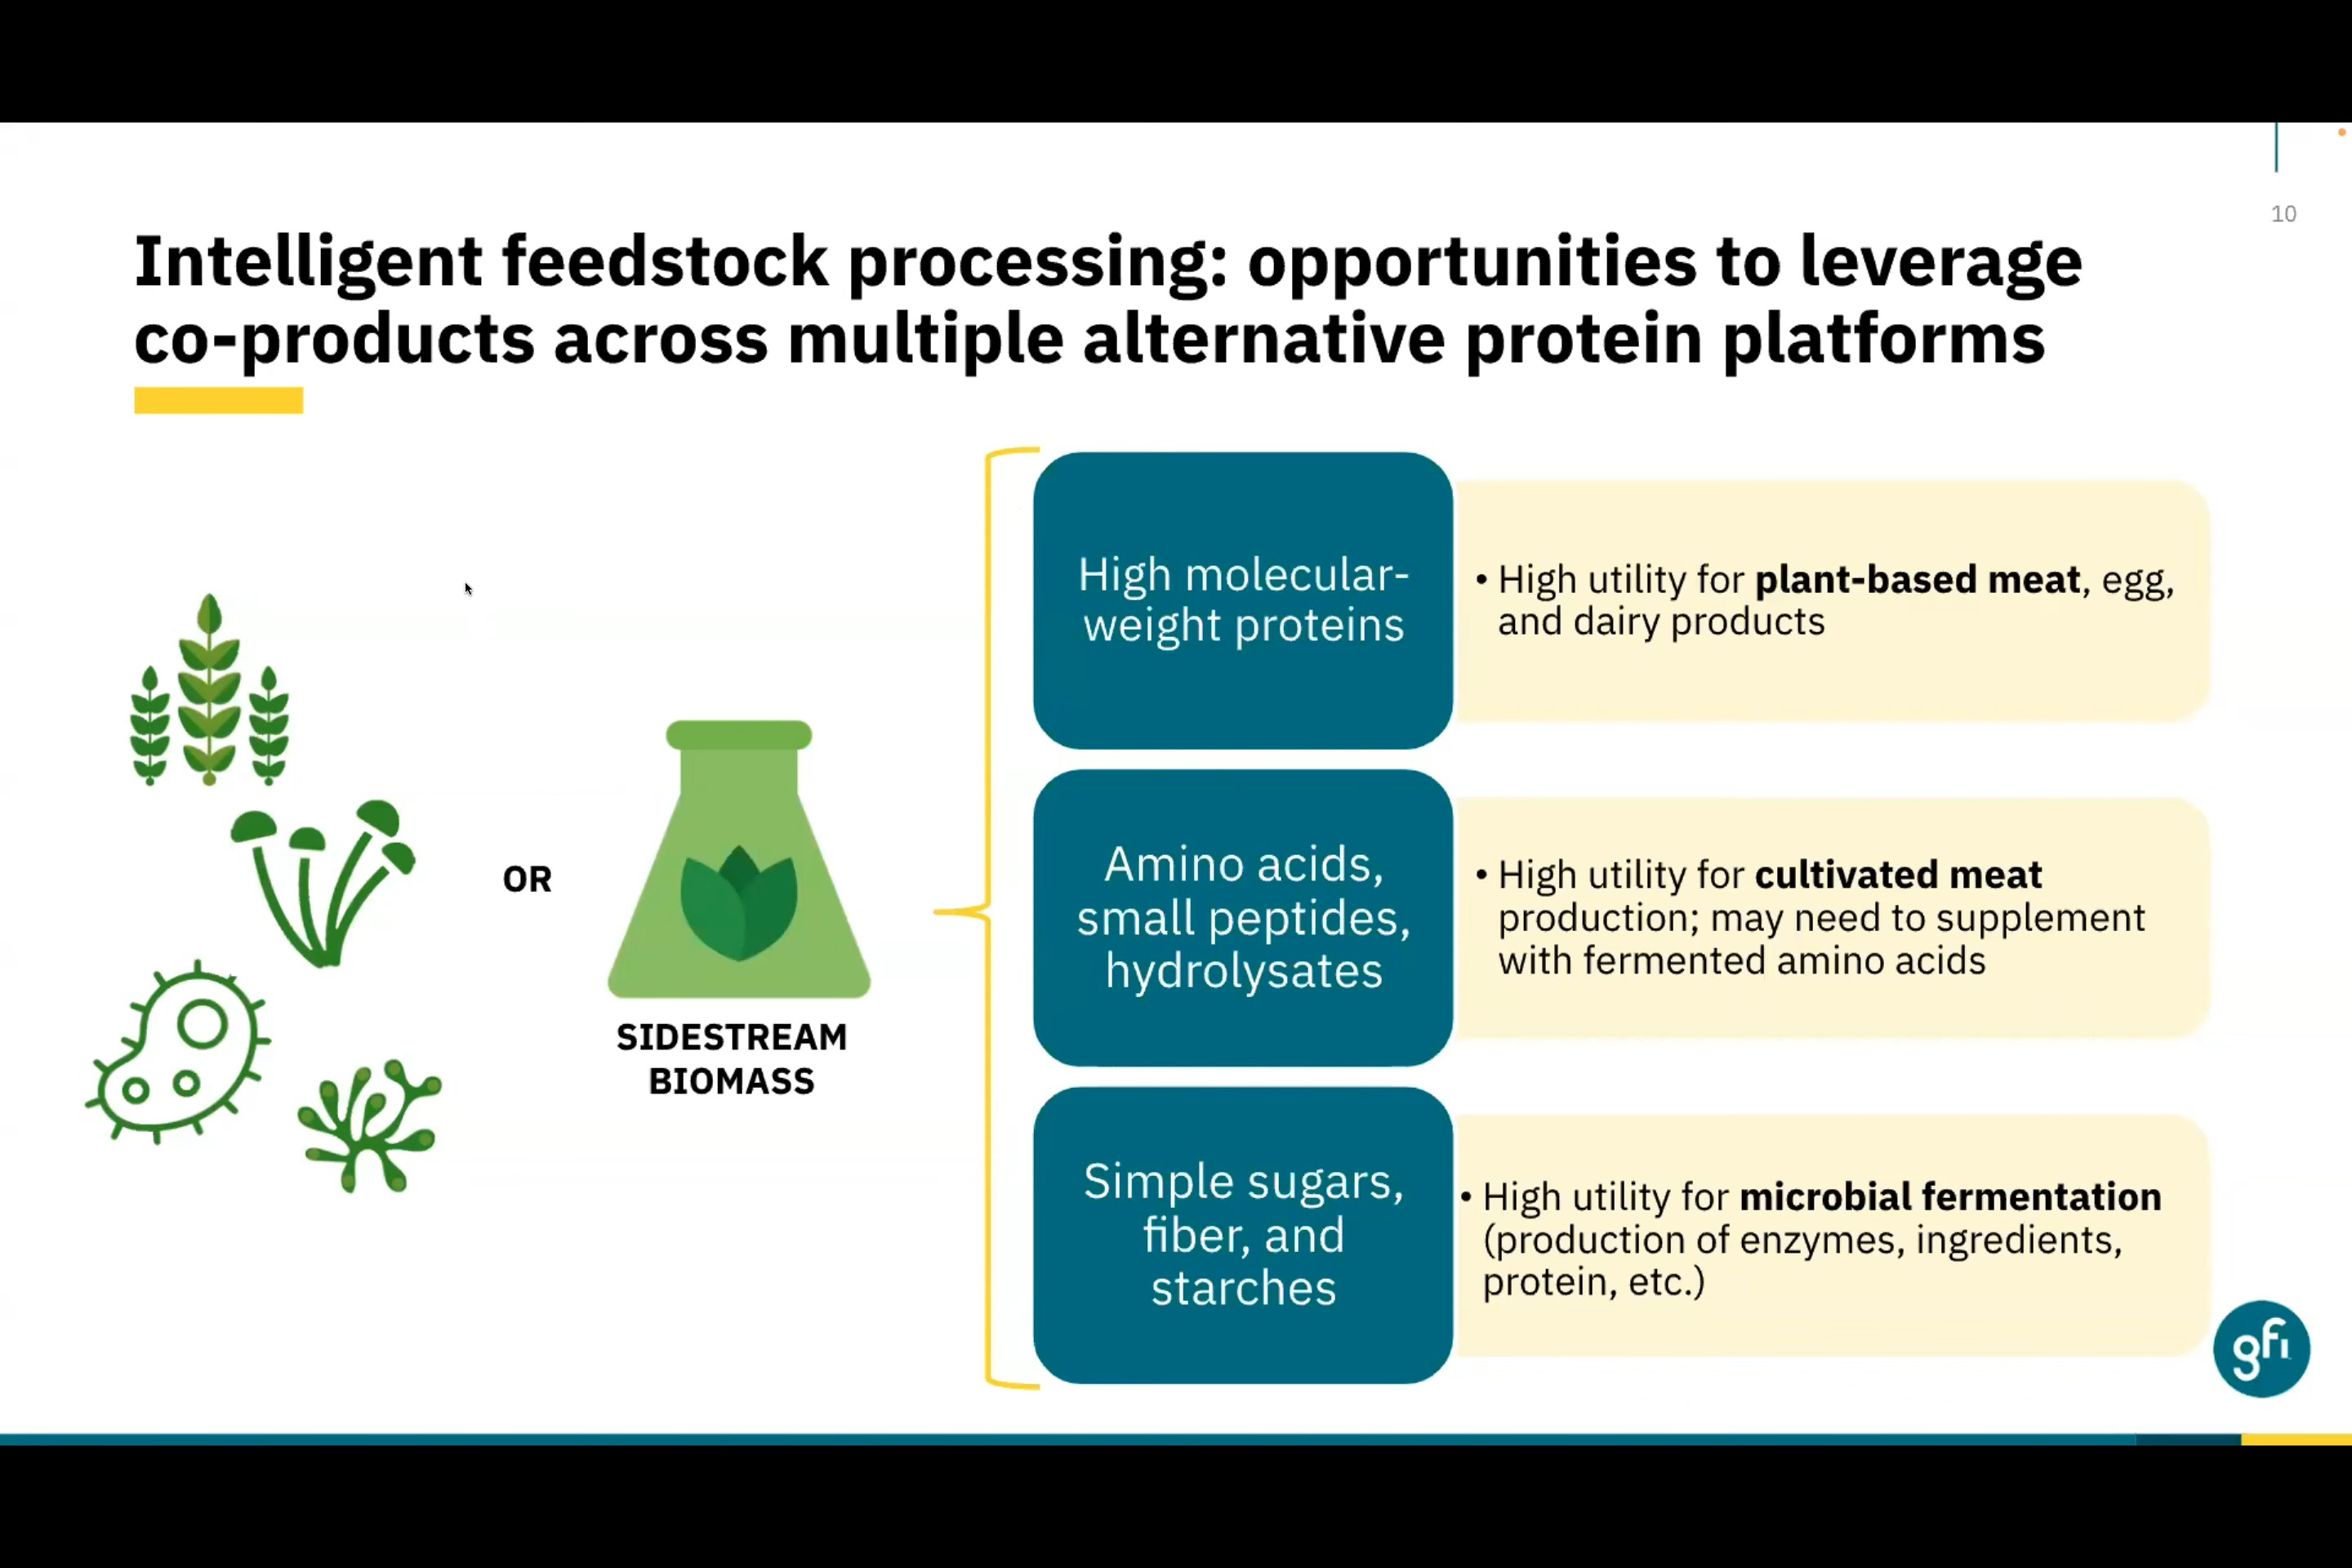 10
Intelligent feedstock processing: opportunities to leverage
co-products across multiple alternative protein platforms
OR
SIDESTREAM
BIOMASS
High molecular-
weight proteins
• High utility for plant-based meat, egg,
and dairy products
Amino acids,
small peptides,
hydrolysates
• High utility for cultivated meat
production; may need to supplement
with fermented amino acids
Simple sugars,
fiber, and
starches
• High utility for microbial fermentation
(production of enzymes, ingredients,
protein, etc.)
gfi